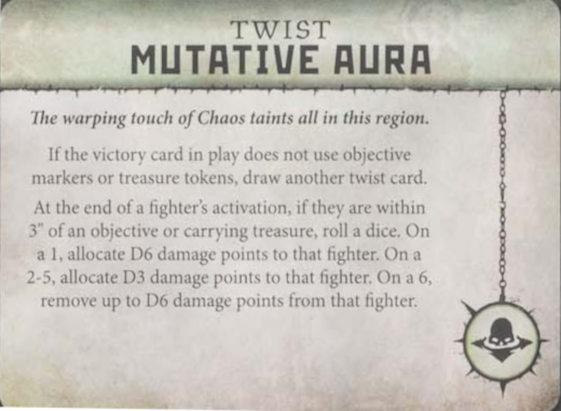 TWIST
MUTATIVE AURA
The warping touch of Chaos taints all in this region.
If the victory card in play does not use objective
markers or treasure tokens, draw another twist card.
At the end of a fighter's activation, if they are within
3" of an objective or carrying treasure, roll a dice. On
a 1, allocate D6 damage points to that fighter. On a
2-5, allocate D3 damage points to that fighter. On a 6,
remove up to D6 damage points from that fighter.